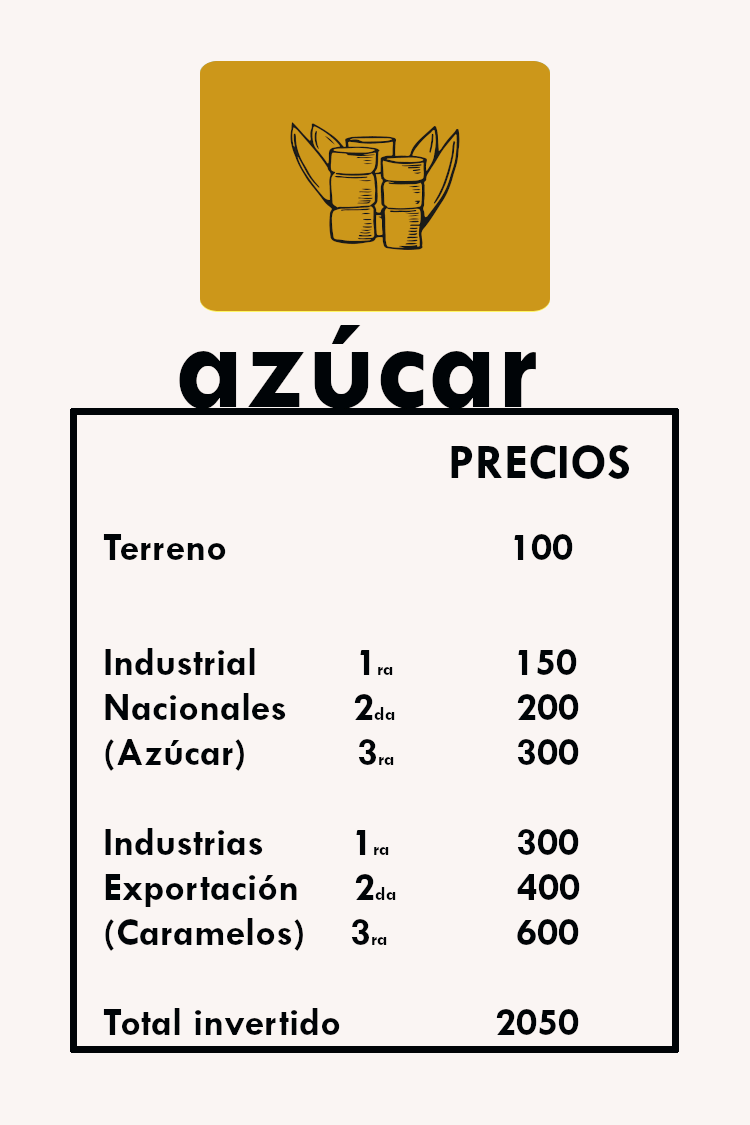 azúcar
PRECIOS
Terreno 100
Industrial 1ra 150
Nacionales 2da 200
(Azúcar) 3ra 300
Industrias 1ra 300
Exportación 2da 400
(Caramelos) 3ra 600
Total invertido 2050